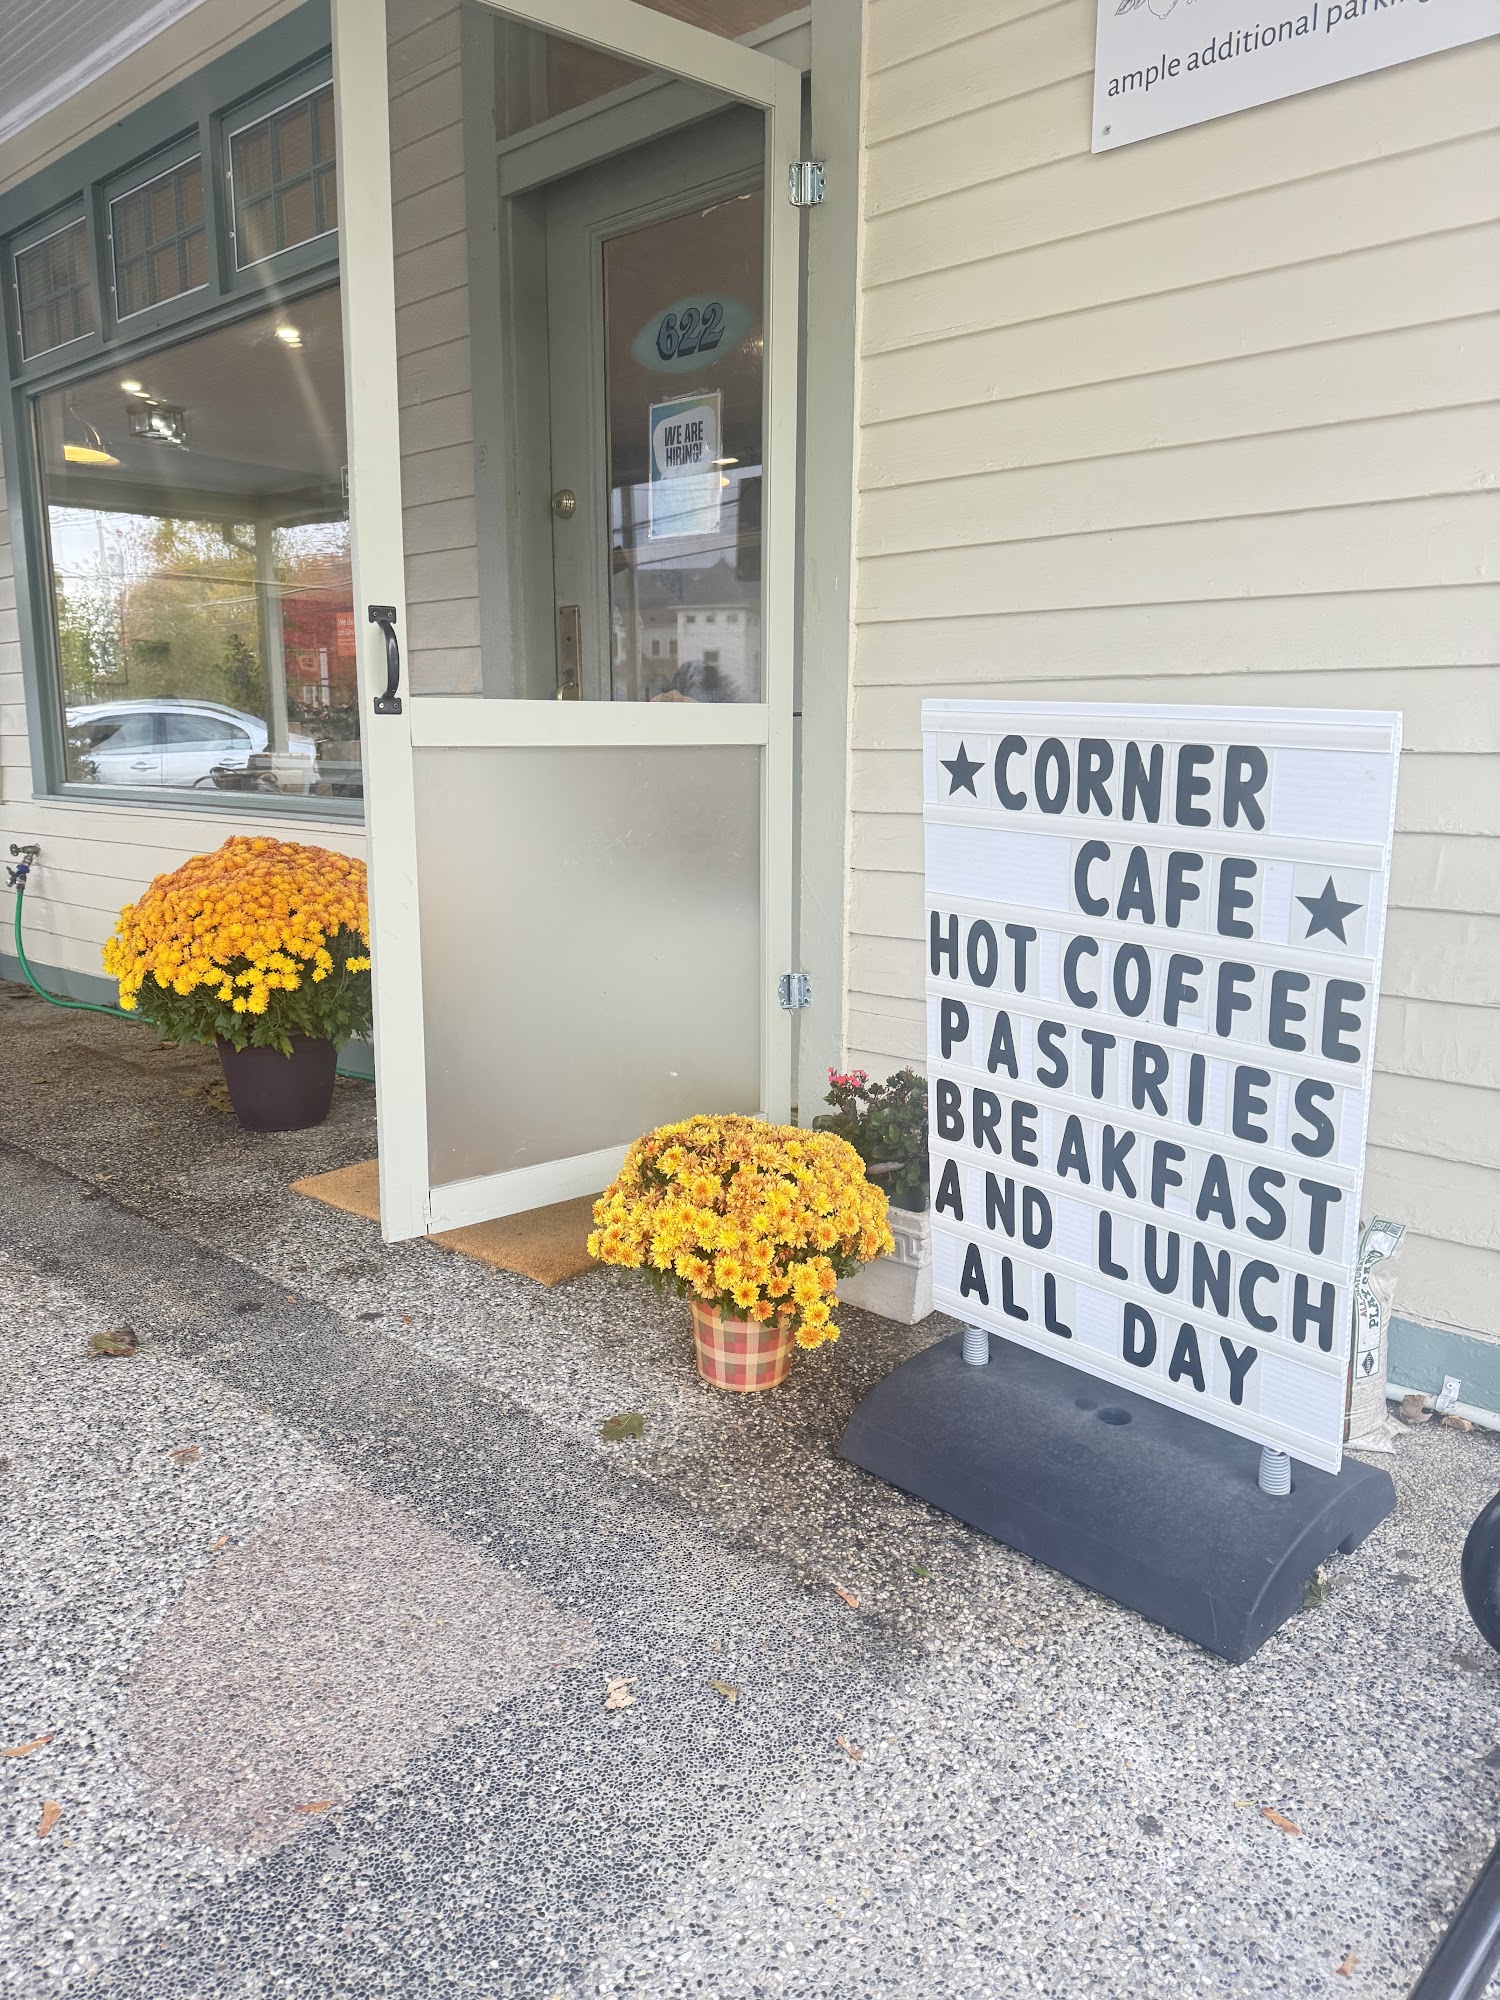 ample additional parking
622
WE ARE
HIRING!
★CORNER
CAFE ★
HOT COFFEE
PASTRIES
BREAKFAST
AND LUNCH
ALL DAY